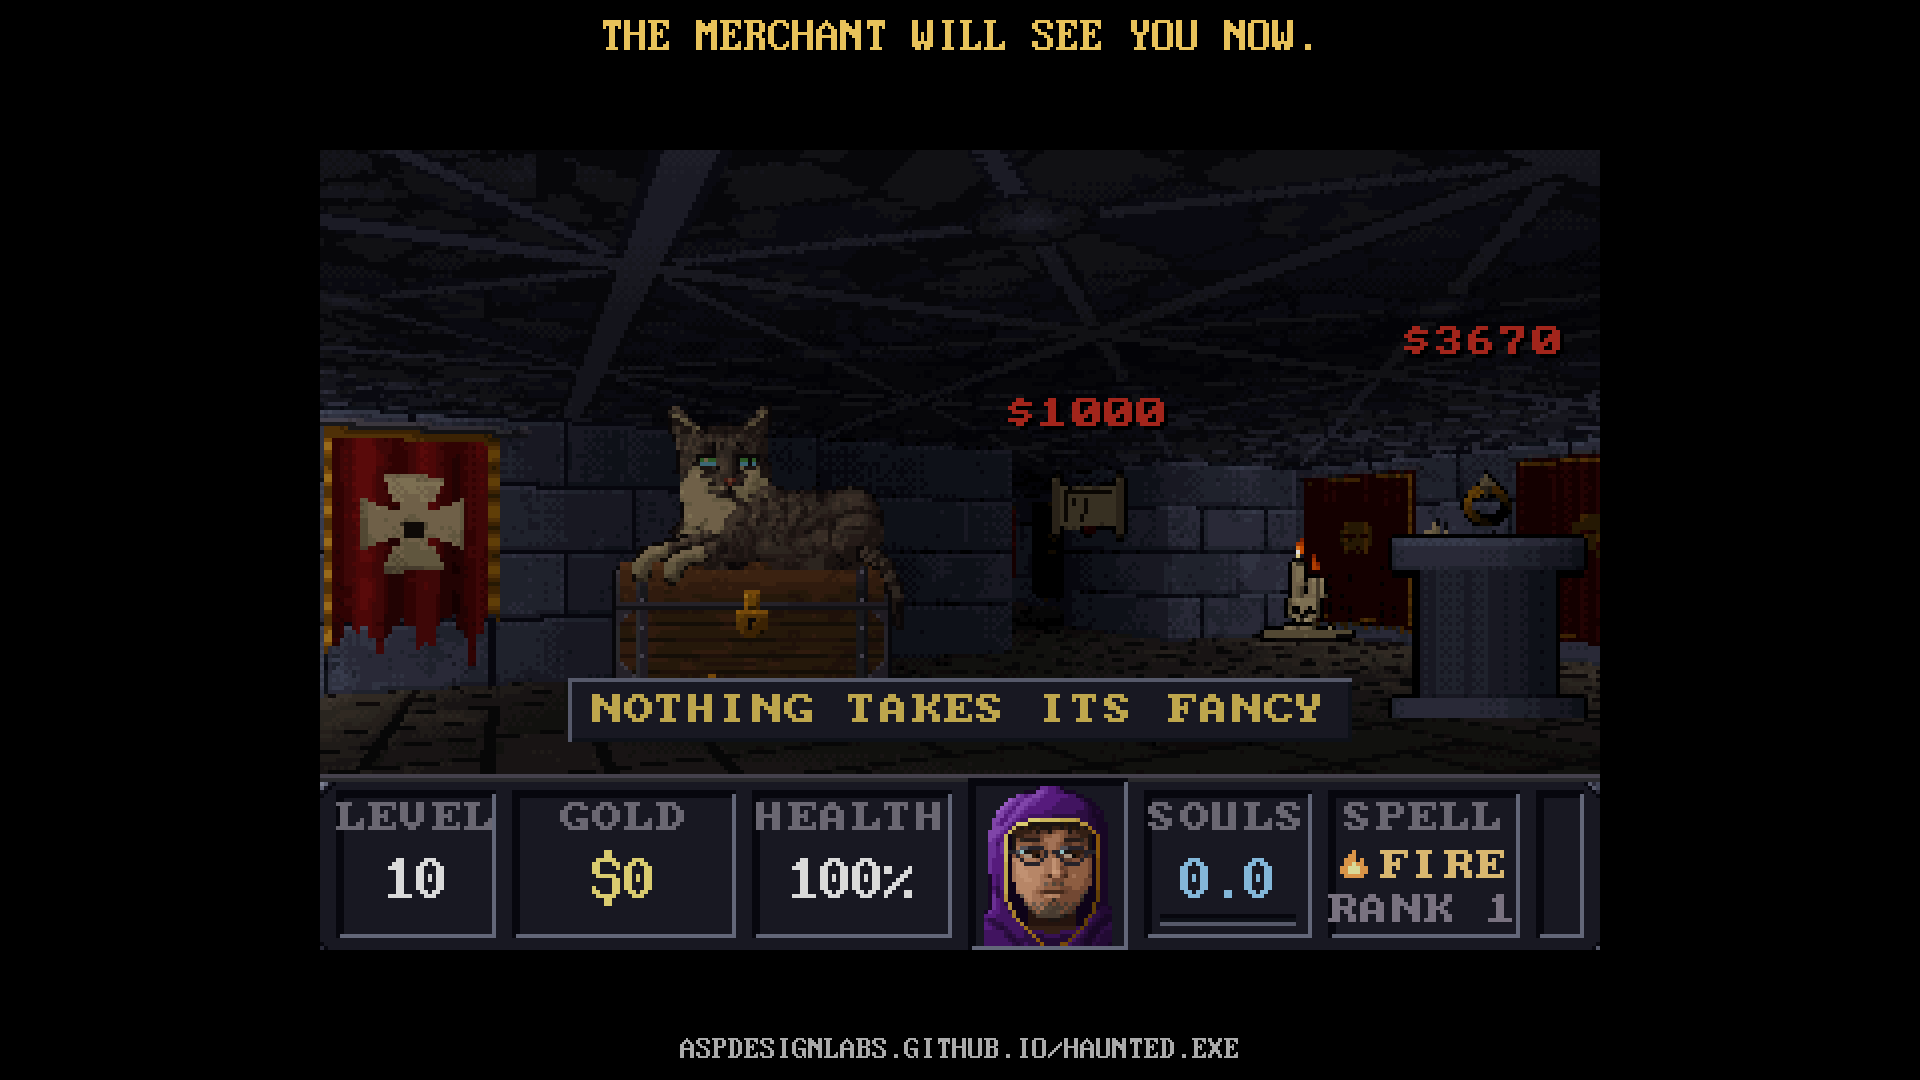 THE MERCHANT WILL SEE YOU NOW.
$3670
$1000
NOTHING TAKES ITS FANCY
LEVEL
10
GOLD
$0
HEALTH
100%
SOULS
0.0
SPELL
FIRE
RANK 1
ASPDESIGNLABS.GITHUB.IO/HAUNTED.EXE